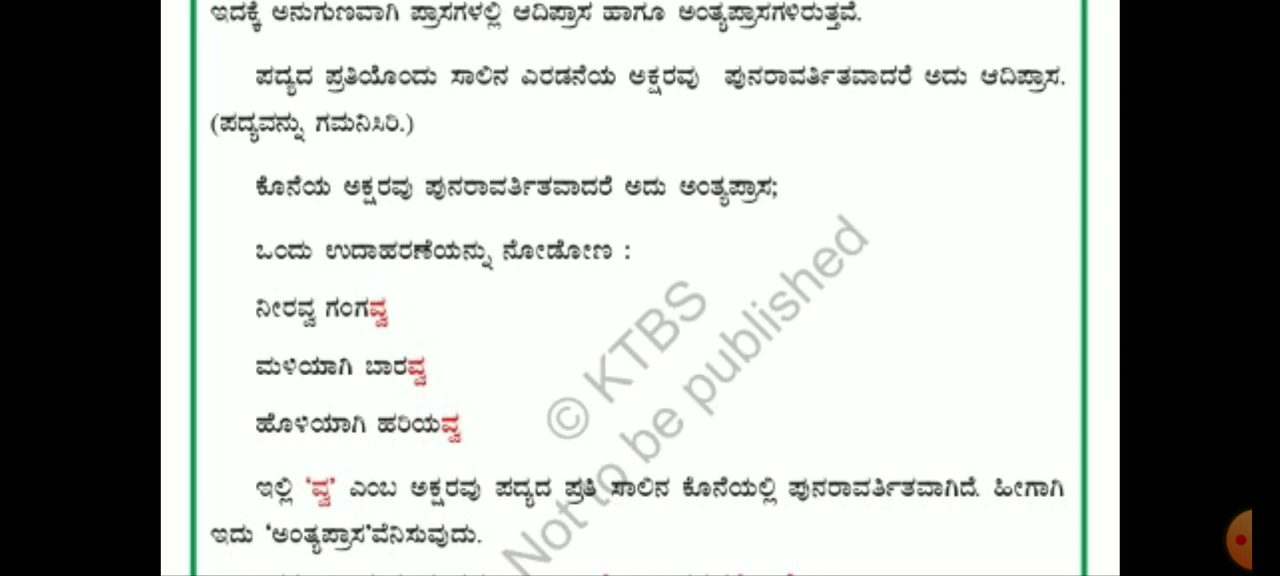 ಇದಕ್ಕೆ ಅನುಗುಣವಾಗಿ ಪ್ರಾಸಗಳಲ್ಲಿ ಆದಿಪ್ರಾಸ ಹಾಗೂ ಅಂತ್ಯಪ್ರಾಸಗಳಿರುತ್ತವೆ.
ಪದ್ಯದ ಪ್ರತಿಯೊಂದು ಸಾಲಿನ ಎರಡನೆಯ ಅಕ್ಷರವು ಪುನರಾವರ್ತಿತವಾದರೆ ಅದು ಆದಿಪ್ರಾಸ.
(ಪದ್ಯವನ್ನು ಗಮನಿಸಿರಿ.)
ಕೊನೆಯ ಅಕ್ಷರವು ಪುನರಾವರ್ತಿತವಾದರೆ ಅದು ಅಂತ್ಯಪ್ರಾಸ;
ಒಂದು ಉದಾಹರಣೆಯನ್ನು ನೋಡೋಣ :
ನೀರವ್ವ ಗಂಗವ್ವ
ಮಳಿಯಾಗಿ ಬಾರವ್ವ
ಹೊಳಿಯಾಗಿ ಹರಿಯವ್ವ
ಇಲ್ಲಿ ‘ವ್ವ’ ಎಂಬ ಅಕ್ಷರವು ಪದ್ಯದ ಪ್ರತಿ ಸಾಲಿನ ಕೊನೆಯಲ್ಲಿ ಪುನರಾವರ್ತಿತವಾಗಿದೆ. ಹೀಗಾಗಿ
ಇದು ‘ಅಂತ್ಯಪ್ರಾಸ’ವೆನಿಸುವುದು.
© KTBS
Not to be published